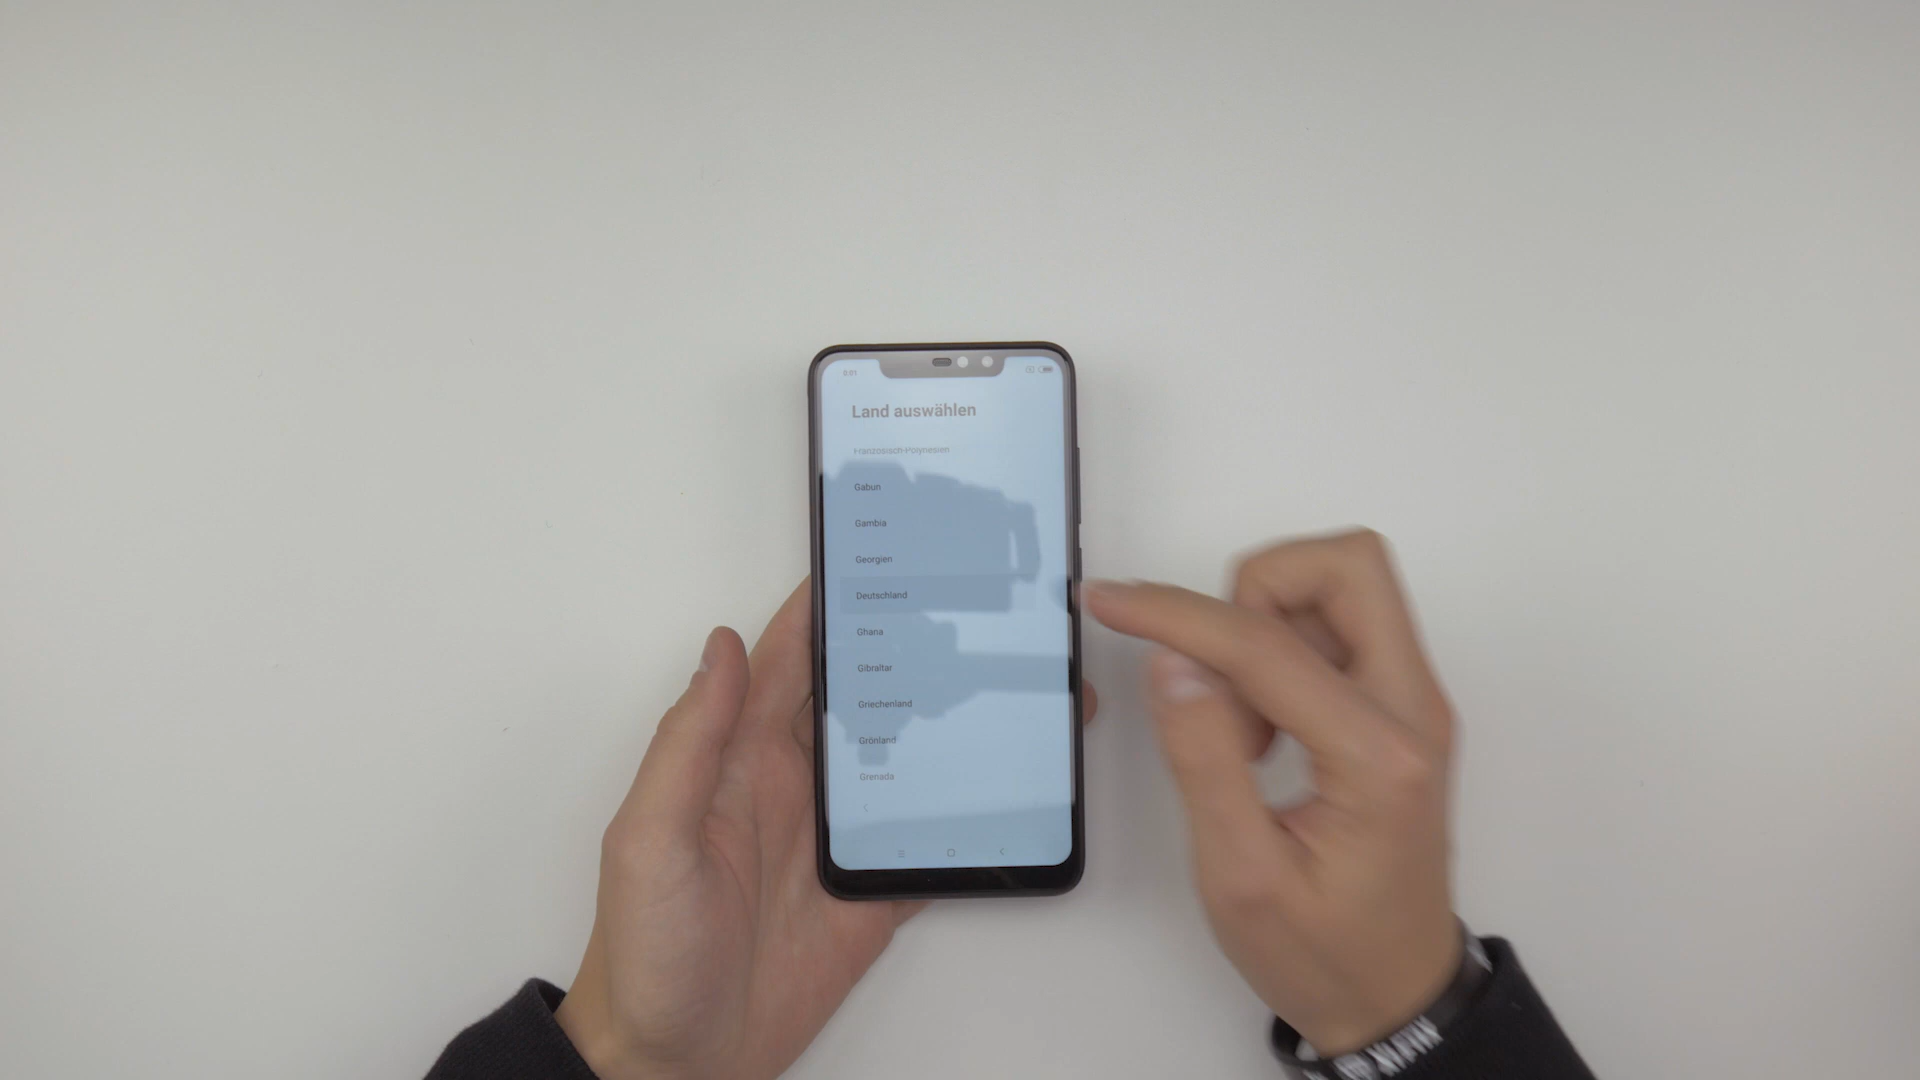 Land auswählen
Französisch-Polynesien
Gabun
Gambia
Georgien
Deutschland
Ghana
Gibraltar
Griechenland
Grönland
Grenada